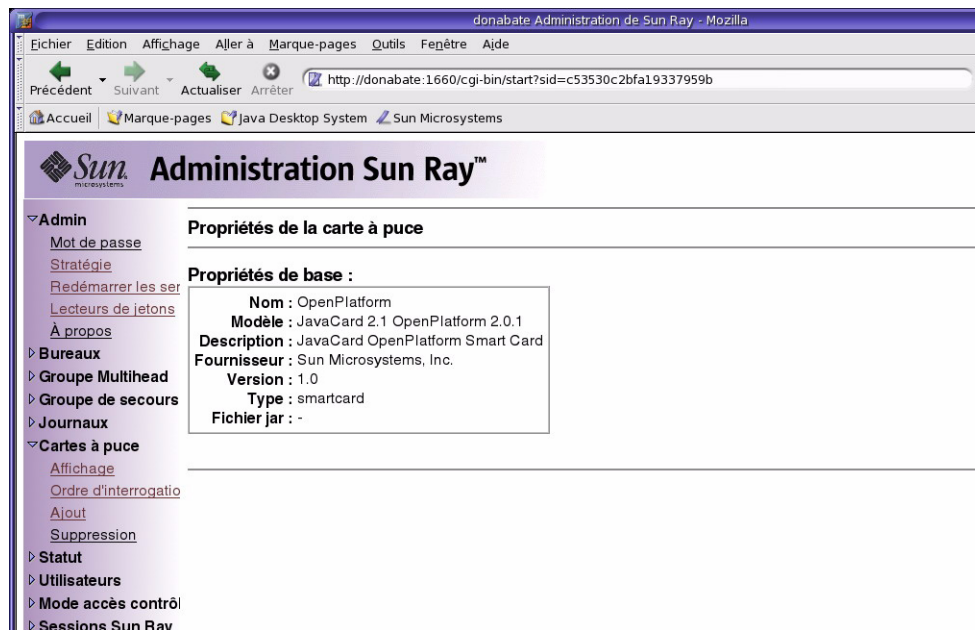 donabate Administration de Sun Ray - Mozilla
Fichier Edition Affichage Aller à Marque-pages Outils Fenêtre Aide
Précédent Suivant Actualiser Arrêter http://donabate:1660/cgi-bin/start?sid=c53530c2bfa19337959b
Accueil Marque-pages Java Desktop System Sun Microsystems
Sun microsystems Administration Sun Ray™
Admin
Mot de passe
Stratégie
Redémarrer les ser
Lecteurs de jetons
À propos
Bureaux
Groupe Multihead
Groupe de secours
Journaux
Cartes à puce
Affichage
Ordre d'interrogatio
Ajout
Suppression
Statut
Utilisateurs
Mode accès contrôl
Sessions Sun Ray
Propriétés de la carte à puce
Propriétés de base :
Nom : OpenPlatform
Modèle : JavaCard 2.1 OpenPlatform 2.0.1
Description : JavaCard OpenPlatform Smart Card
Fournisseur : Sun Microsystems, Inc.
Version : 1.0
Type : smartcard
Fichier jar : -